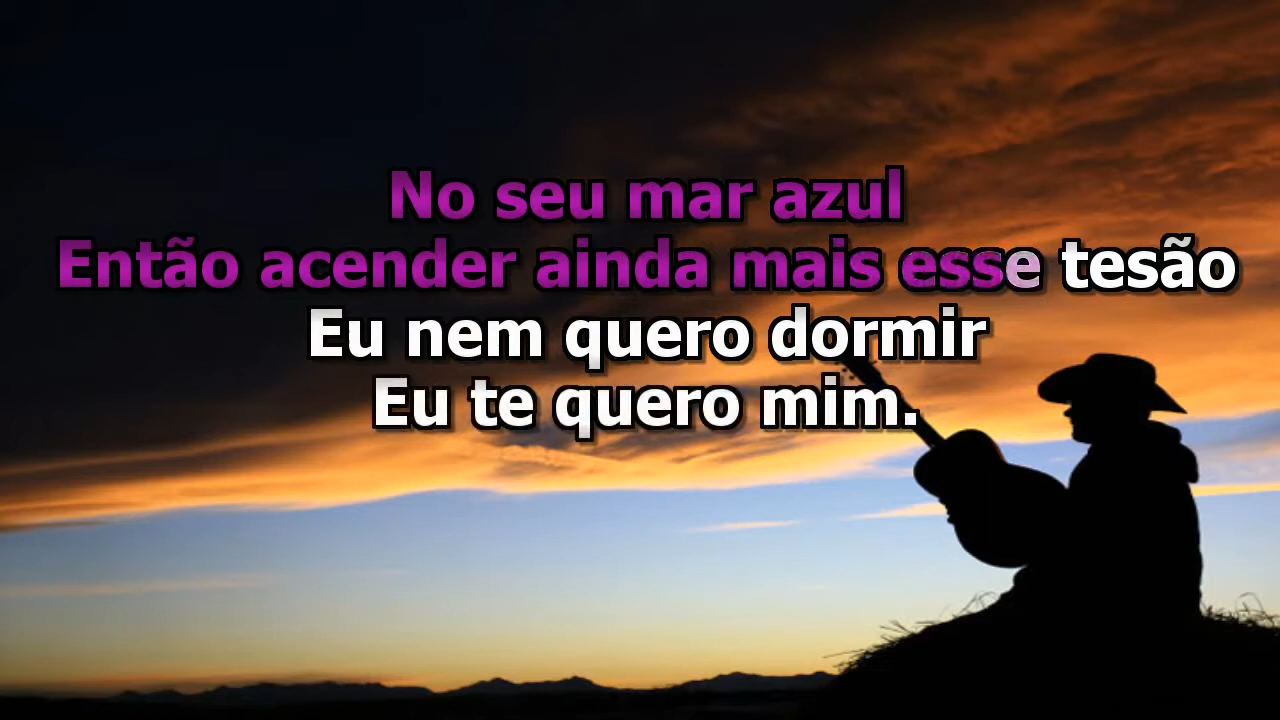 No seu mar azul
Então acender ainda mais esse tesão
Eu nem quero dormir
Eu te quero mim.